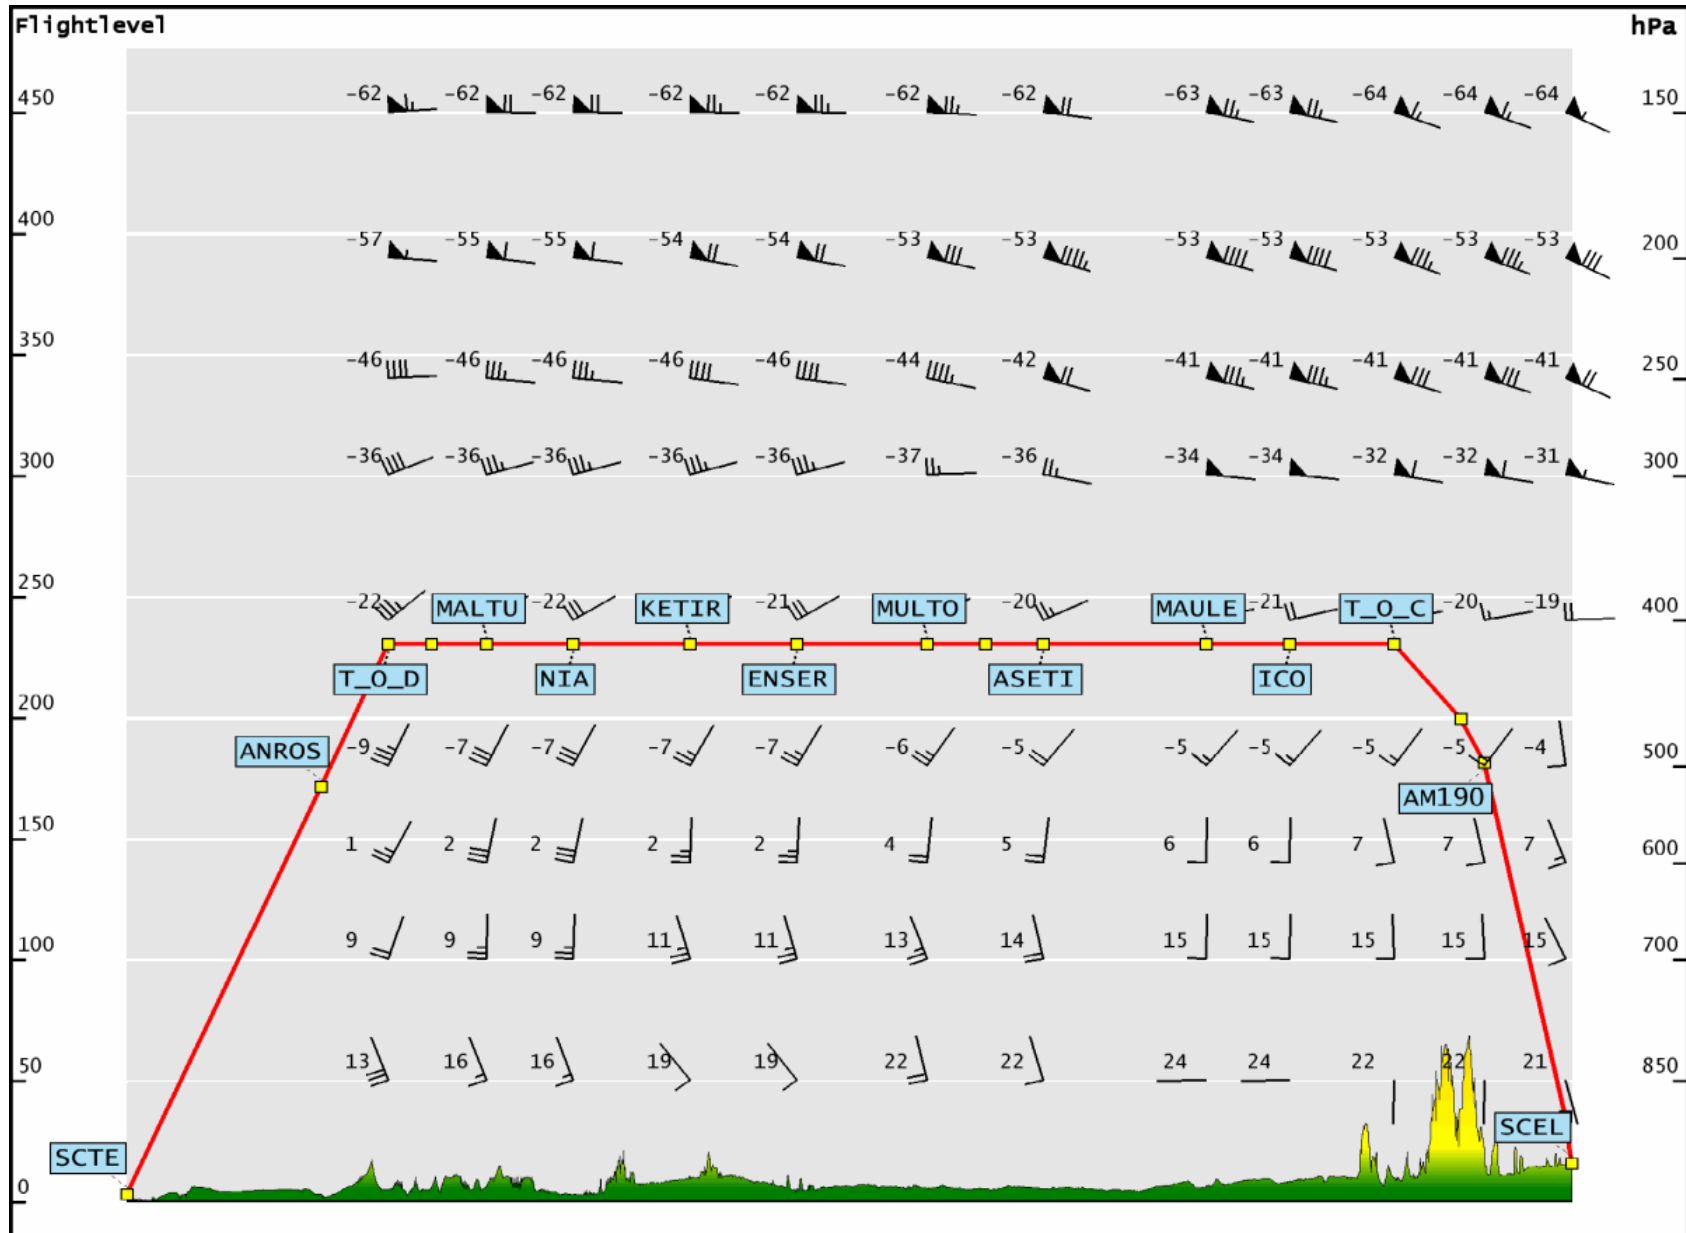 Flightlevel hPa
450 -62 -62 -62 -62 -62 -62 -62 -63 -63 -64 -64 -64 150
400 -57 -55 -55 -54 -54 -53 -53 -53 -53 -53 -53 -53 200
350 -46 -46 -46 -46 -46 -44 -42 -41 -41 -41 -41 -41 250
300 -36 -36 -36 -36 -36 -37 -36 -34 -34 -32 -32 -31 300
250 -22 MALTU -22 KETIR -21 MULTO -20 MAULE -21 T_O_C -20 -19 400
T_O_D NIA ENSER ASETI ICO
200
ANROS -9 -7 -7 -7 -7 -6 -5 -5 -5 -5 -5 -4 500
AM190
150 1 2 2 2 2 4 5 6 6 7 7 7 600
100 9 9 9 11 11 13 14 15 15 15 15 15 700
50 13 16 16 19 19 22 22 24 24 22 22 21 850
SCEL
SCTE
0